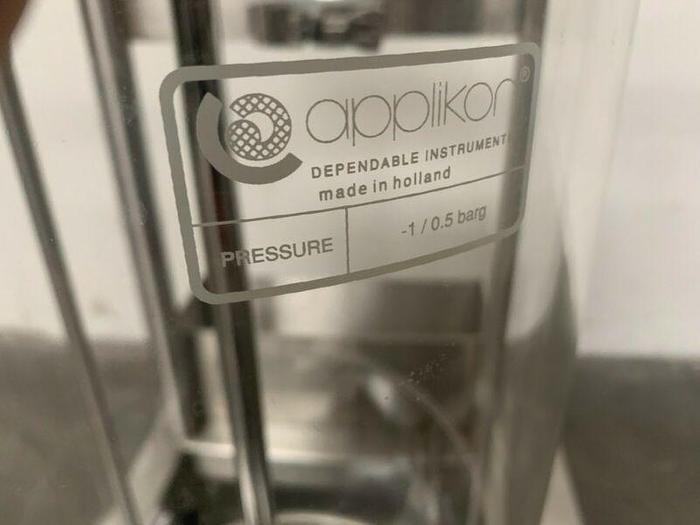 applikon®
DEPENDABLE INSTRUMENT
made in holland
PRESSURE
-1 / 0.5 barg